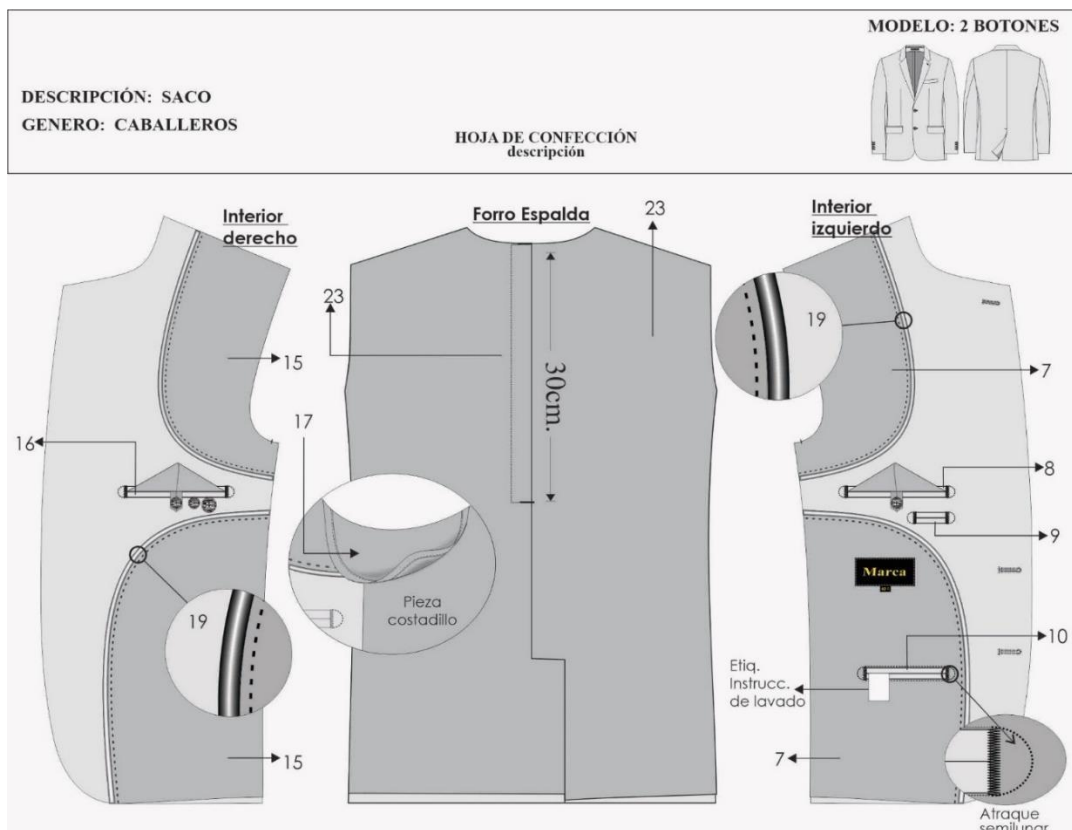 MODELO: 2 BOTONES
DESCRIPCIÓN: SACO
GENERO: CABALLEROS
HOJA DE CONFECCIÓN
descripción
Interior
derecho
Forro Espalda
23
Interior
izquierdo
23
19
15
30cm.
7
17
16
8
9
Marca
Pieza
costadillo
19
10
Etiq.
Instrucc.
de lavado
15
7
Atraque
semilunar